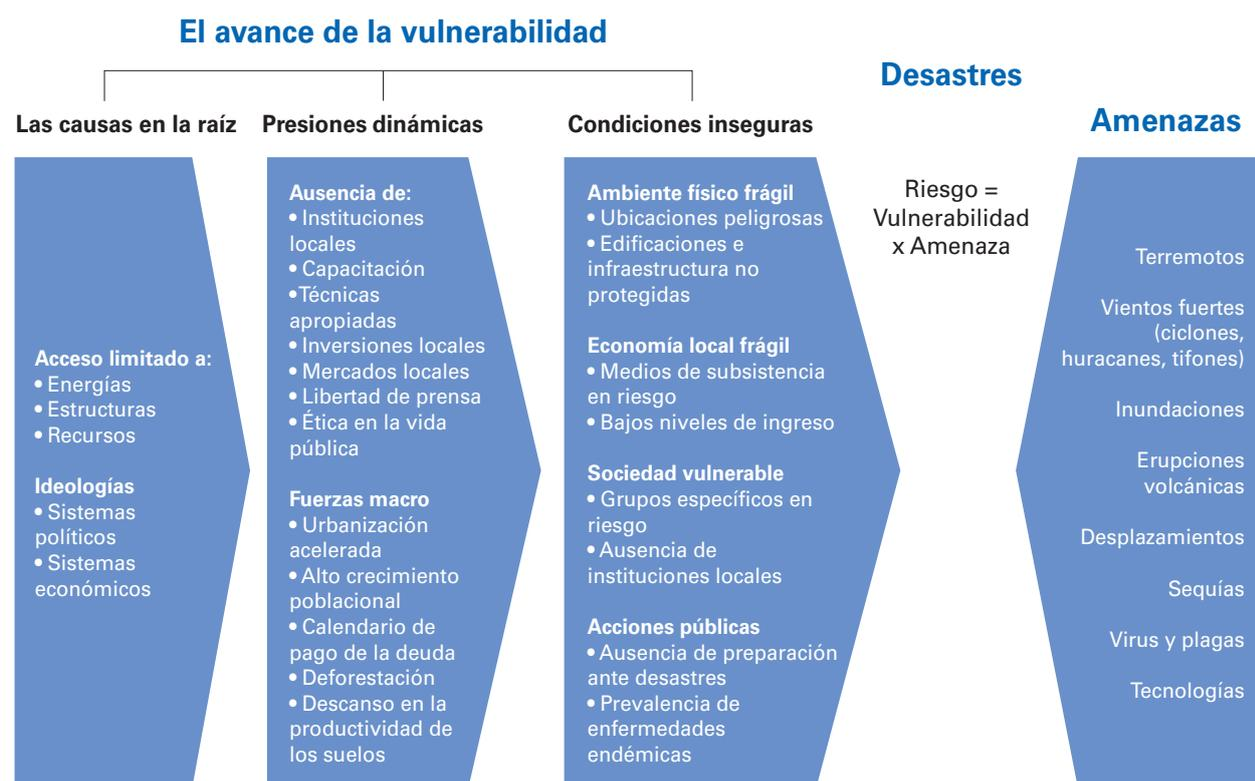 El avance de la vulnerabilidad
Desastres
Amenazas
Las causas en la raíz
Presiones dinámicas
Condiciones inseguras
Acceso limitado a:
• Energías
• Estructuras
• Recursos
Ideologías
• Sistemas
políticos
• Sistemas
económicos
Ausencia de:
• Instituciones
locales
• Capacitación
•Técnicas
apropiadas
• Inversiones locales
• Mercados locales
• Libertad de prensa
• Ética en la vida
pública
Fuerzas macro
• Urbanización
acelerada
• Alto crecimiento
poblacional
• Calendario de
pago de la deuda
• Deforestación
• Descanso en la
productividad de
los suelos
Ambiente físico frágil
• Ubicaciones peligrosas
• Edificaciones e
infraestructura no
protegidas
Economía local frágil
• Medios de subsistencia
en riesgo
• Bajos niveles de ingreso
Sociedad vulnerable
• Grupos específicos en
riesgo
• Ausencia de
instituciones locales
Acciones públicas
• Ausencia de preparación
ante desastres
• Prevalencia de
enfermedades
endémicas
Riesgo =
Vulnerabilidad
x Amenaza
Terremotos
Vientos fuertes
(ciclones,
huracanes, tifones)
Inundaciones
Erupciones
volcánicas
Desplazamientos
Sequías
Virus y plagas
Tecnologías